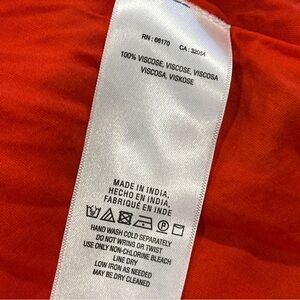 RN : 66170 CA : 32054
100% VISCOSE, VISCOSE, VISCOSA
VISCOSA, VISKOSE
MADE IN INDIA,
HECHO EN INDIA,
FABRIQUÉ EN INDE
HAND WASH COLD SEPARATELY
DO NOT WRING OR TWIST
USE ONLY NON-CHLORINE BLEACH
LINE DRY
LOW IRON AS NEEDED
MAY BE DRY CLEANED